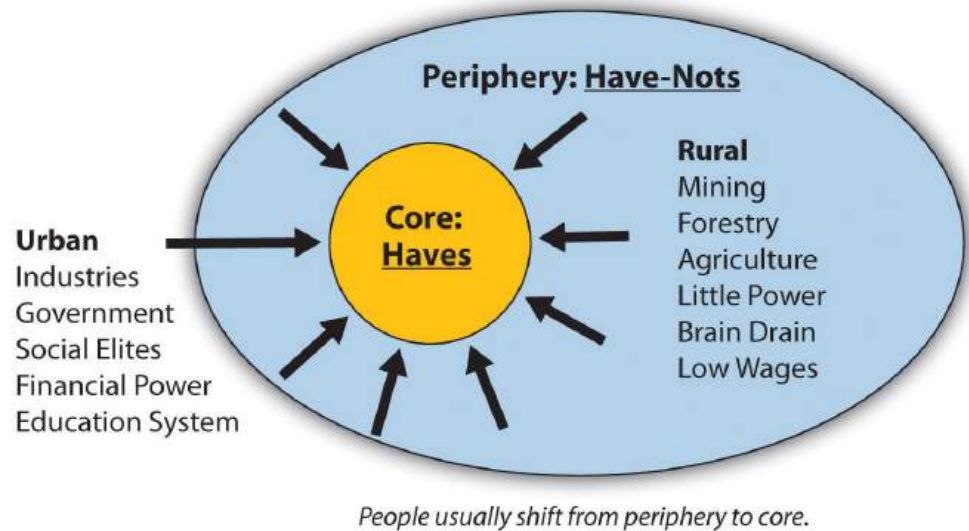 Periphery: Have-Nots
Core:
Haves
Urban
Industries
Government
Social Elites
Financial Power
Education System
Rural
Mining
Forestry
Agriculture
Little Power
Brain Drain
Low Wages
People usually shift from periphery to core.